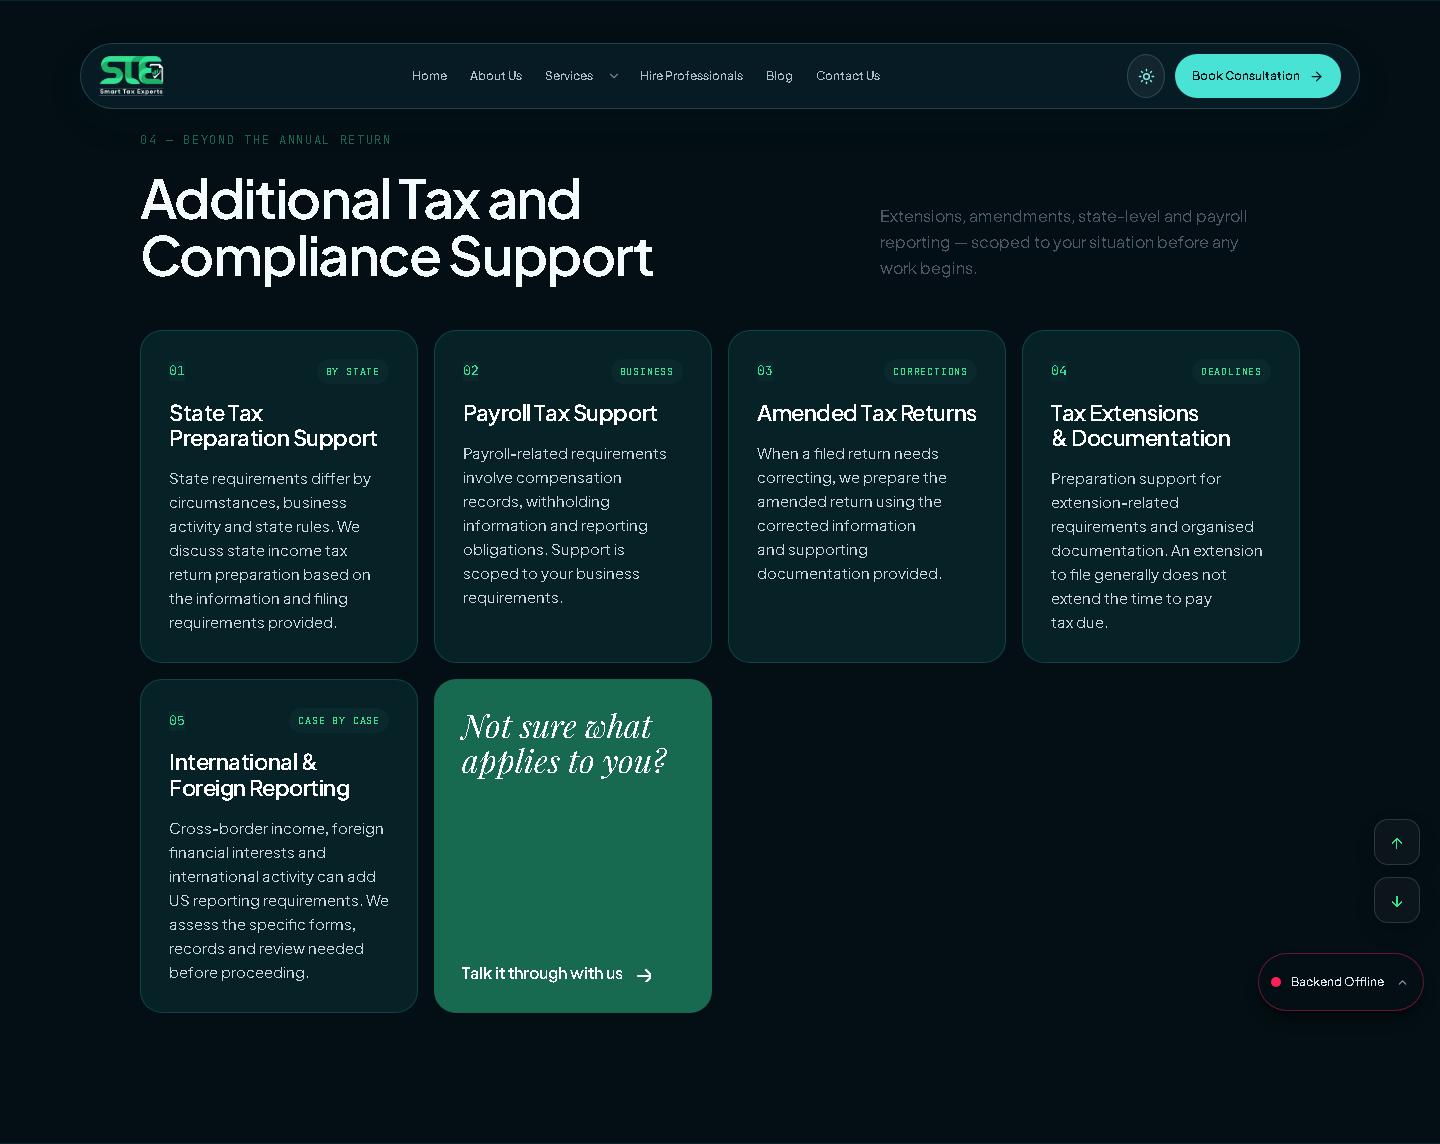 STE
Smart Tax Experts
Home
About Us
Services
Hire Professionals
Blog
Contact Us
Book Consultation
04 — BEYOND THE ANNUAL RETURN
Additional Tax and
Compliance Support
Extensions, amendments, state-level and payroll
reporting — scoped to your situation before any
work begins.
01
BY STATE
State Tax
Preparation Support
State requirements differ by
circumstances, business
activity and state rules. We
discuss state income tax
return preparation based on
the information and filing
requirements provided.
02
BUSINESS
Payroll Tax Support
Payroll-related requirements
involve compensation
records, withholding
information and reporting
obligations. Support is
scoped to your business
requirements.
03
CORRECTIONS
Amended Tax Returns
When a filed return needs
correcting, we prepare the
amended return using the
corrected information
and supporting
documentation provided.
04
DEADLINES
Tax Extensions
& Documentation
Preparation support for
extension-related
requirements and organised
documentation. An extension
to file generally does not
extend the time to pay
tax due.
05
CASE BY CASE
International &
Foreign Reporting
Cross-border income, foreign
financial interests and
international activity can add
US reporting requirements. We
assess the specific forms,
records and review needed
before proceeding.
Not sure what
applies to you?
Talk it through with us
Backend Offline